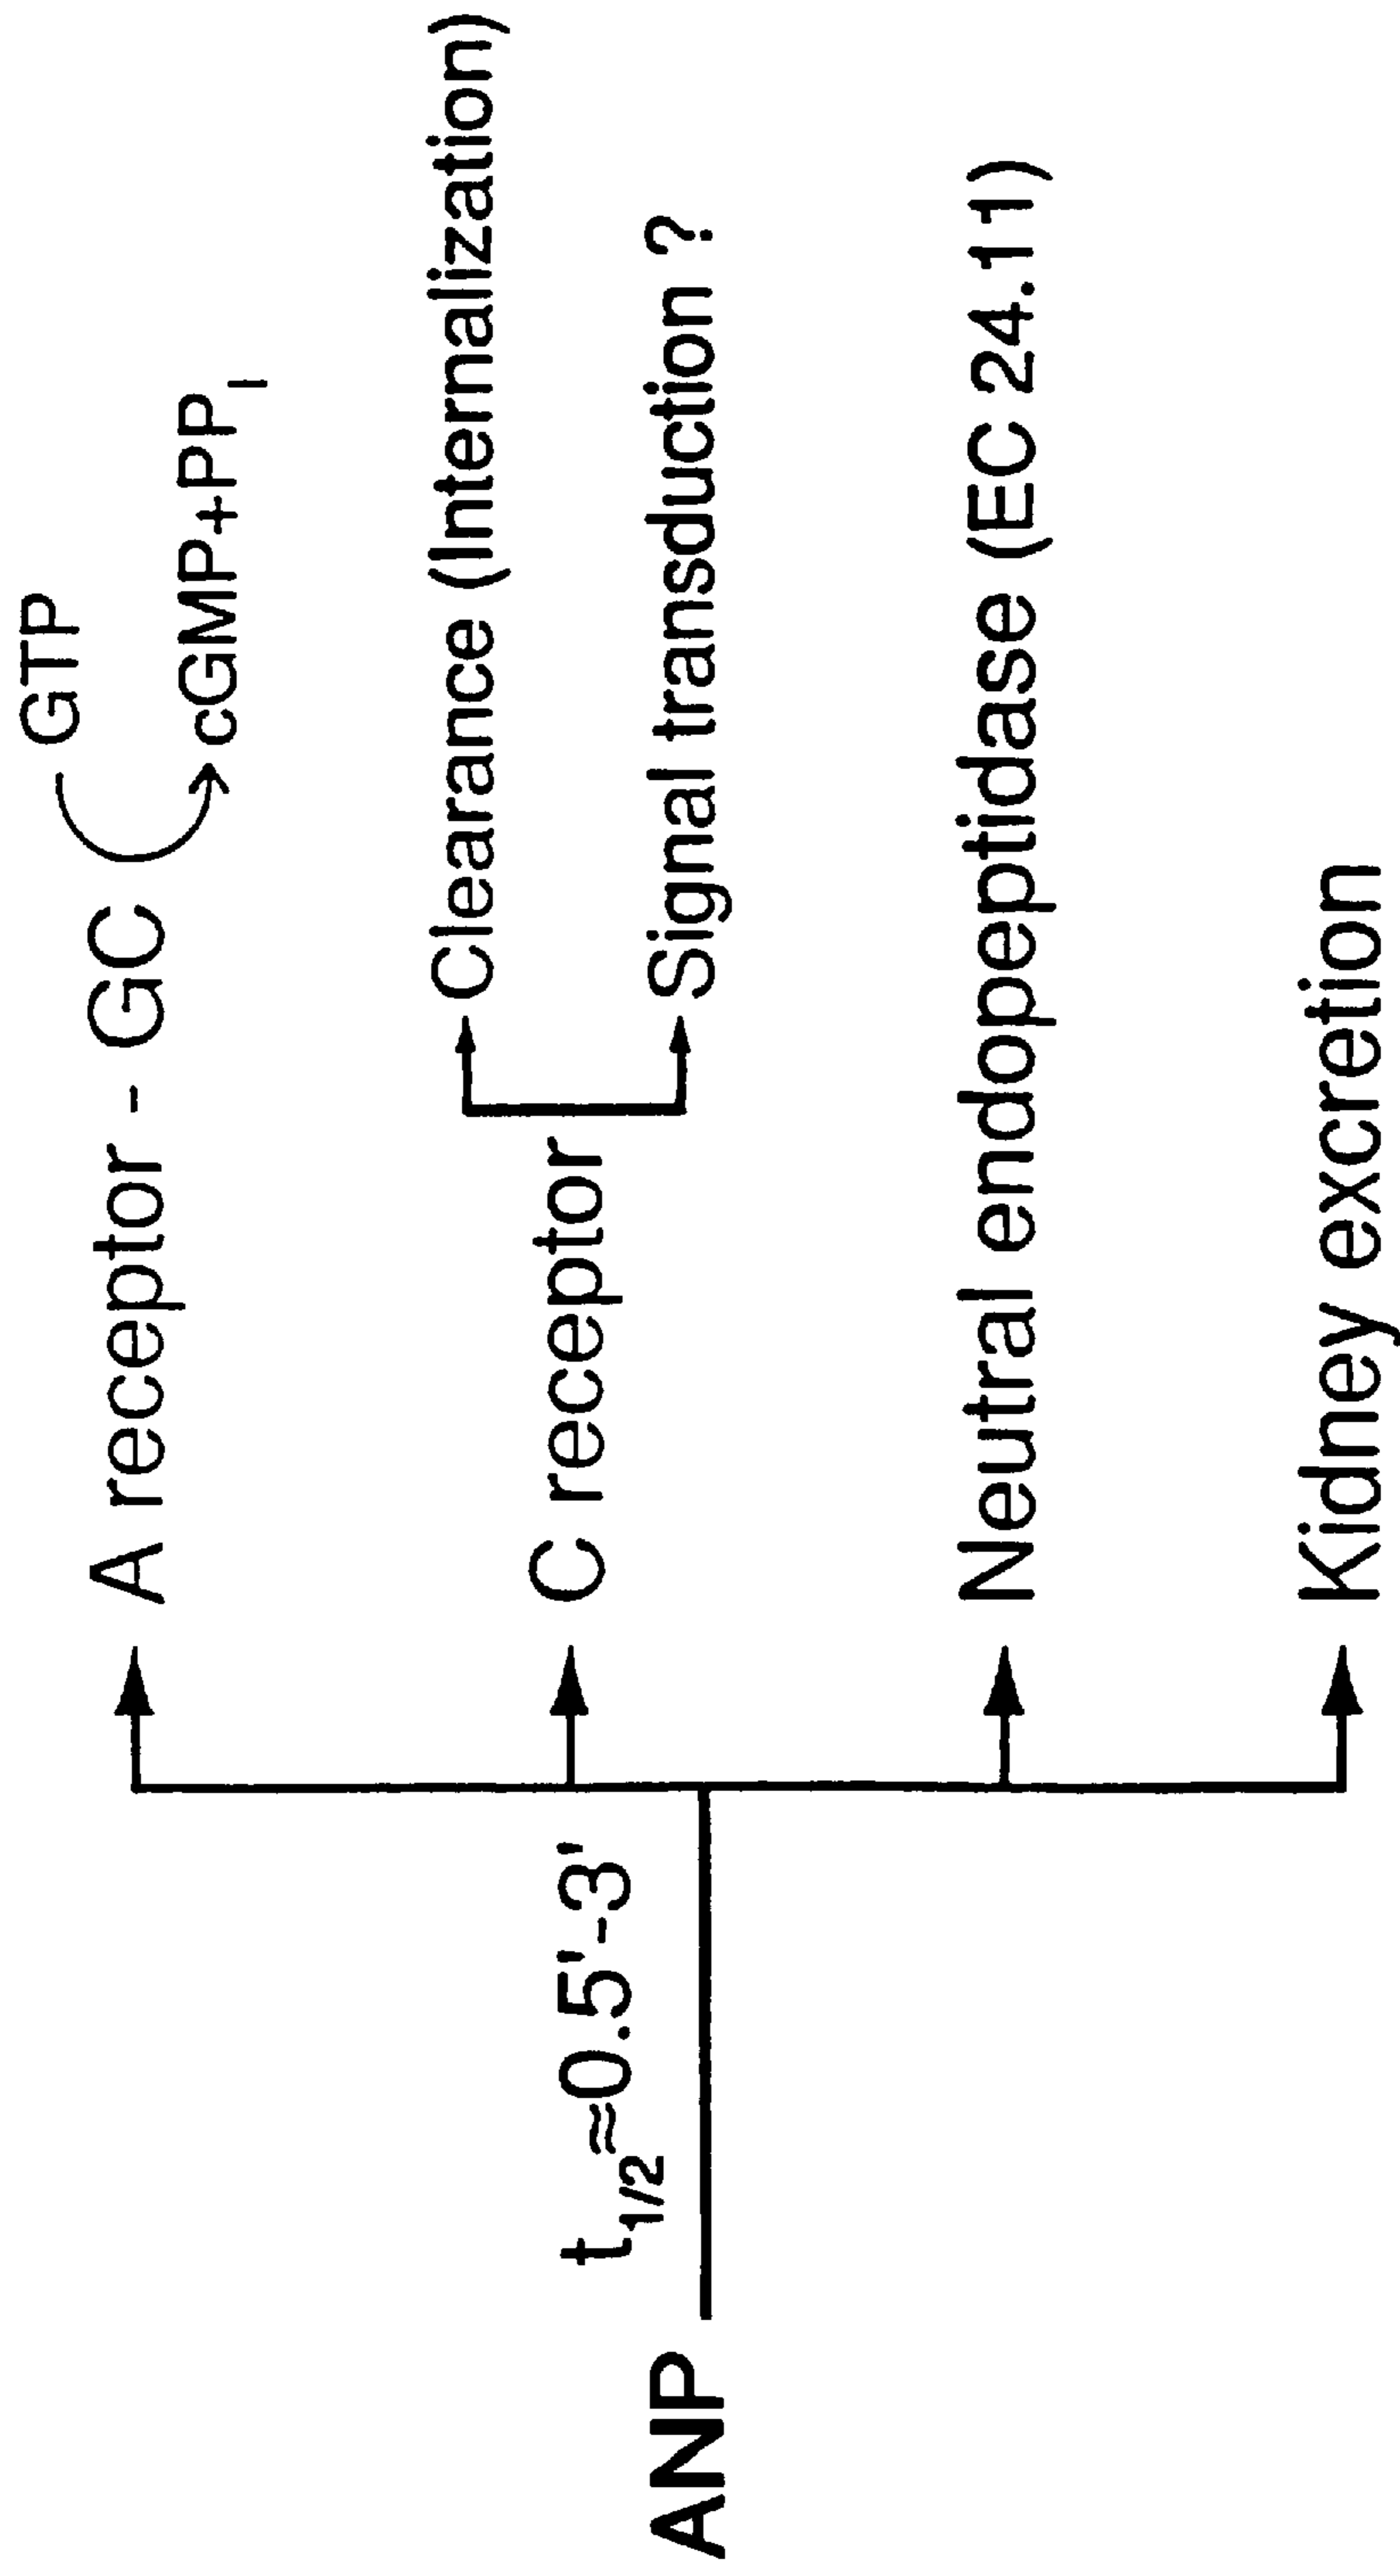 GTP
A receptor - GC
cGMP+PPI
Clearance (Internalization)
C receptor
Signal transduction ?
t1/2≈0.5'-3'
ANP
Neutral endopeptidase (EC 24.11)
Kidney excretion